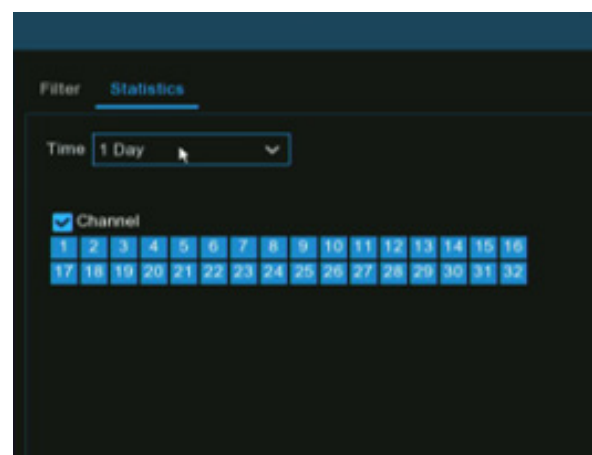 Filter Statistics
Time 1 Day
Channel
1 2 3 4 5 6 7 8 9 10 11 12 13 14 15 16
17 18 19 20 21 22 23 24 25 26 27 28 29 30 31 32